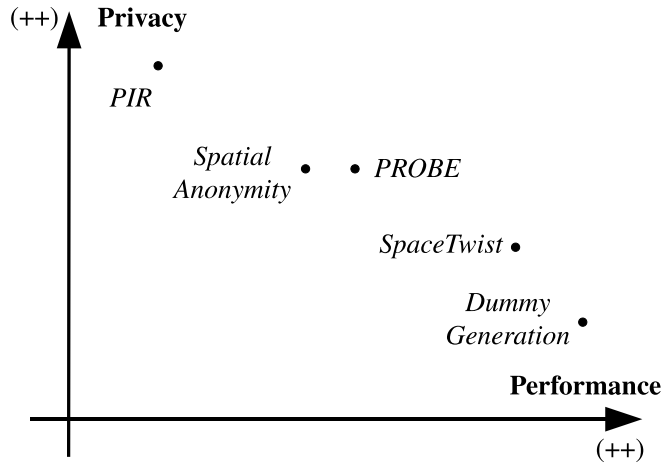 (++) Privacy
PIR
Spatial
Anonymity
PROBE
SpaceTwist
Dummy
Generation
Performance
(++)